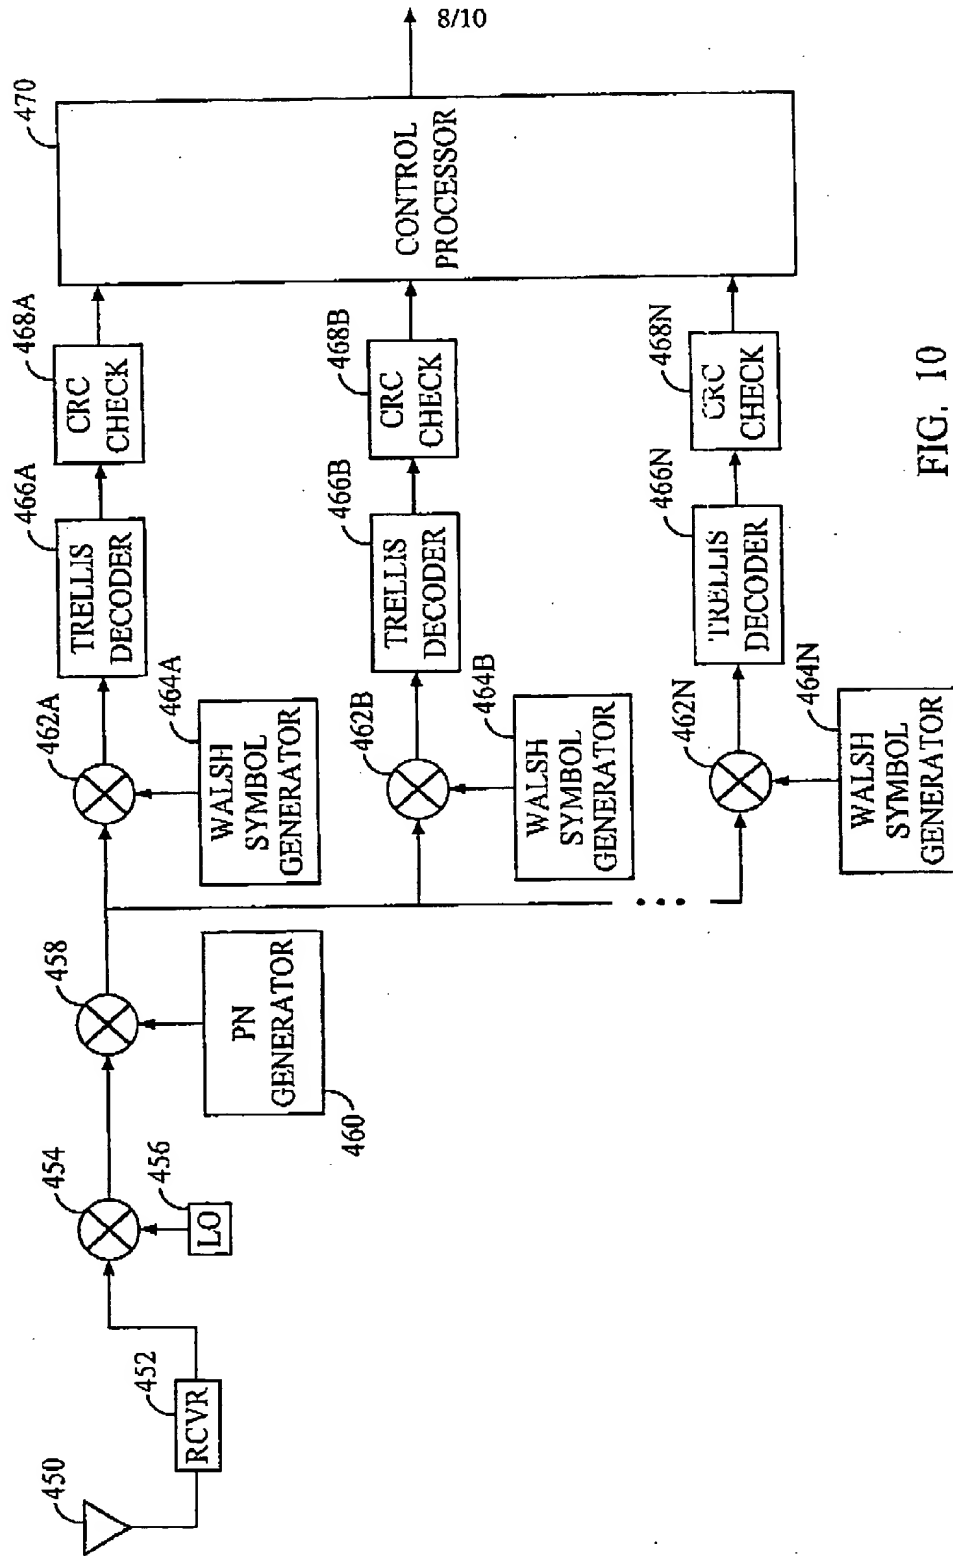 450
452
RCVR
454
456
LO
458
PN
GENERATOR
460
462A
464A
WALSH
SYMBOL
GENERATOR
466A
TRELLIS
DECODER
468A
CRC
CHECK
462B
464B
WALSH
SYMBOL
GENERATOR
466B
TRELLIS
DECODER
468B
CRC
CHECK
462N
464N
WALSH
SYMBOL
GENERATOR
466N
TRELLIS
DECODER
468N
CRC
CHECK
470
CONTROL
PROCESSOR
8/10
FIG. 10